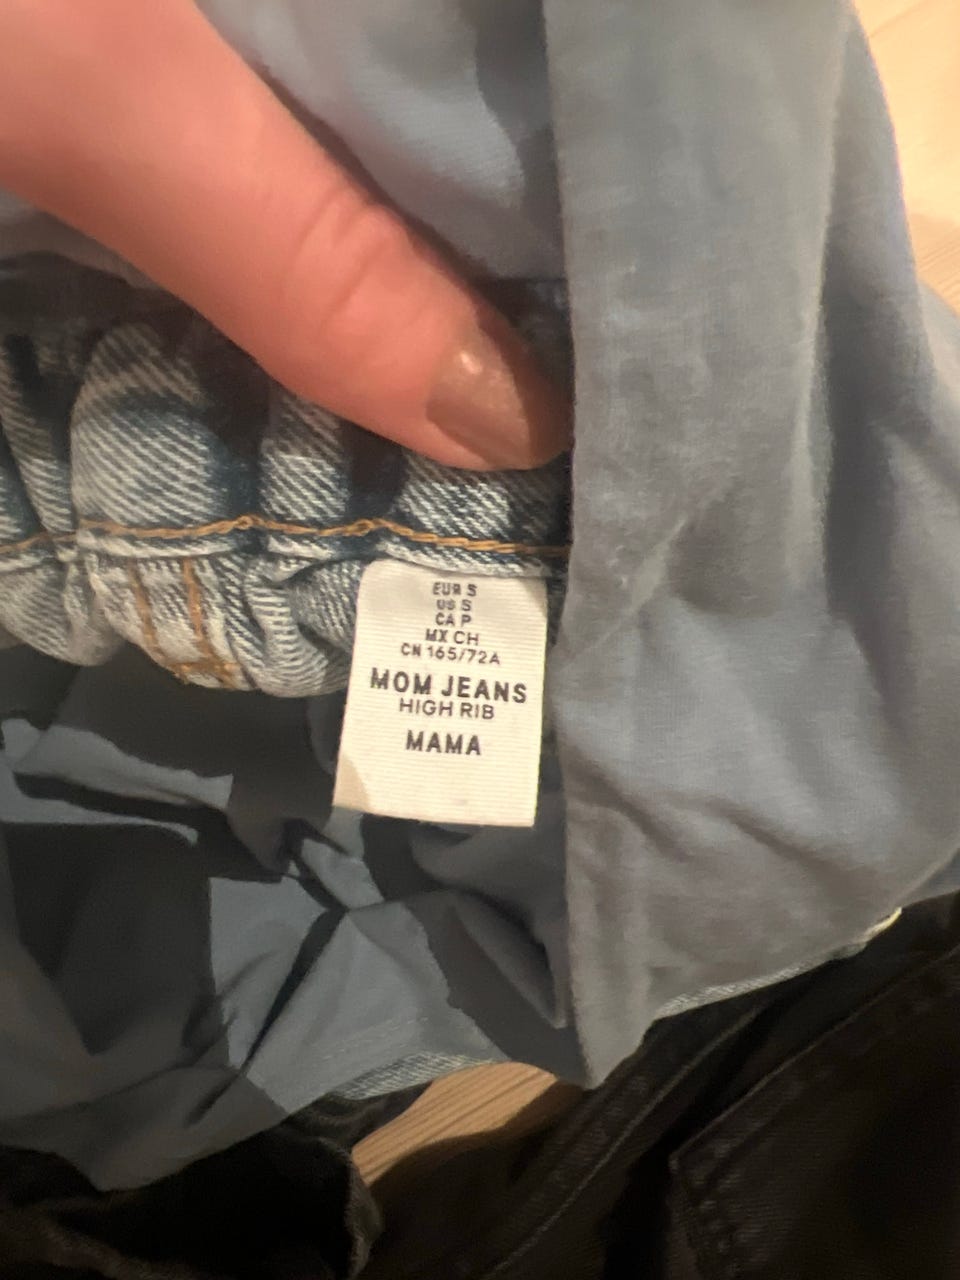 EUR S
US S
CA P
MX CH
CN 165/72A
MOM JEANS
HIGH RIB
MAMA